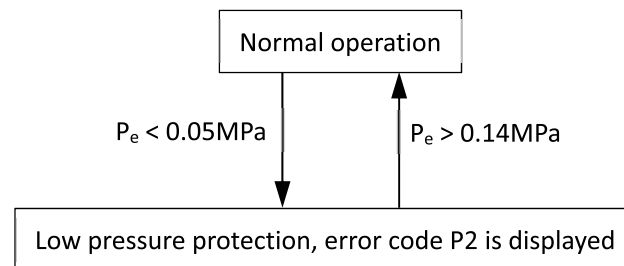 Normal operation
Pₑ < 0.05MPa
Pₑ > 0.14MPa
Low pressure protection, error code P2 is displayed